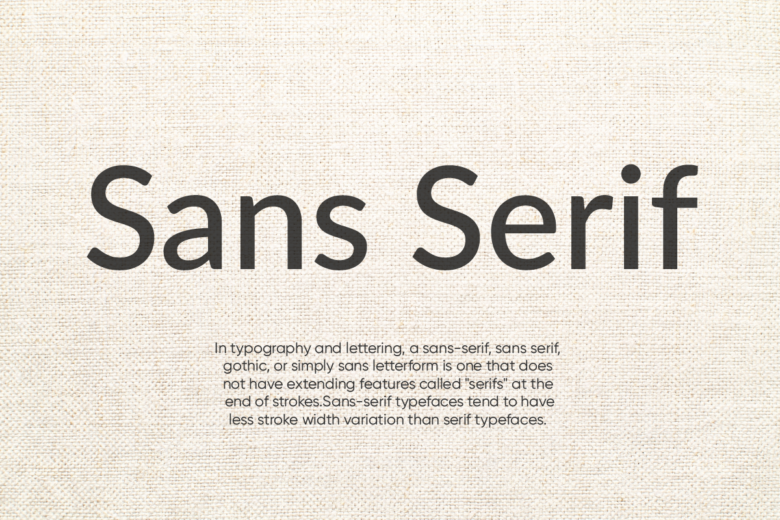 Sans Serif
In typography and lettering, a sans-serif, sans serif,
gothic, or simply sans letterform is one that does
not have extending features called "serifs" at the
end of strokes.Sans-serif typefaces tend to have
less stroke width variation than serif typefaces.